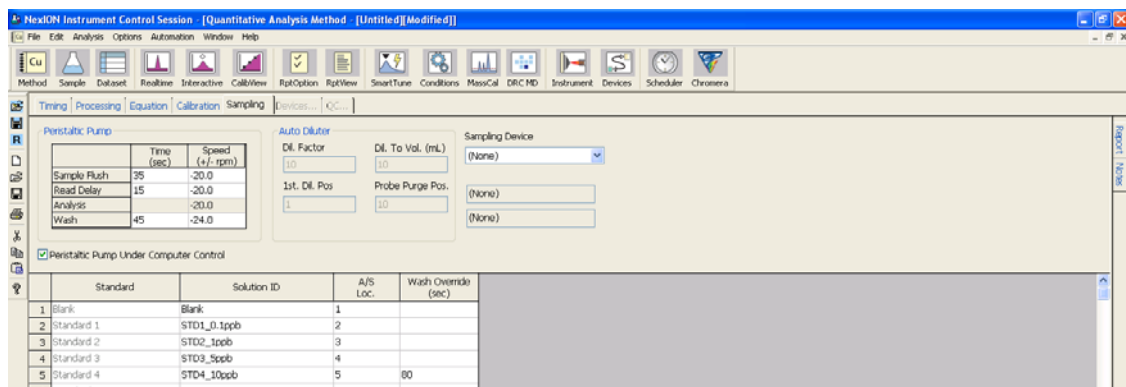 NexION Instrument Control Session - [Quantitative Analysis Method - [Untitled][Modified]]
File Edit Analysis Options Automation Window Help
Cu
Method Sample Dataset Realtime Interactive CalibView RptOption RptView SmartTune Conditions MassCal DRC MD Instrument Devices Scheduler Chromera
Timing Processing Equation Calibration Sampling Devices... QC...
R
Peristaltic Pump
Time (sec) Speed (+/- rpm)
Sample Flush 35 -20.0
Read Delay 15 -20.0
Analysis -20.0
Wash 45 -24.0
Peristaltic Pump Under Computer Control
Auto Diluter
Dil. Factor Dil. To Vol. (mL)
10 10
1st. Dil. Pos Probe Purge Pos.
1 10
Sampling Device
(None)
(None)
(None)
Report
Notes
Standard Solution ID A/S Loc. Wash Override (sec)
1 Blank Blank 1
2 Standard 1 STD1_0.1ppb 2
3 Standard 2 STD2_1ppb 3
4 Standard 3 STD3_5ppb 4
5 Standard 4 STD4_10ppb 5 80